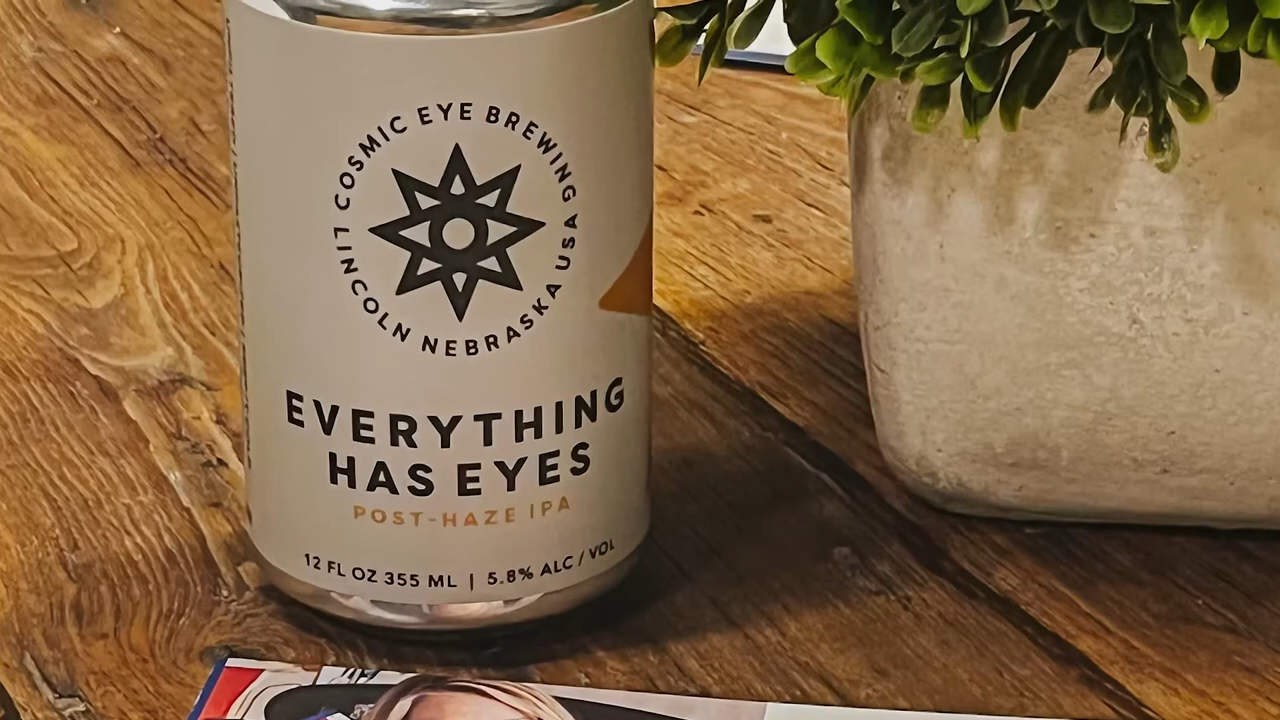 COSMIC EYE BREWING
LINCOLN NEBRASKA USA
EVERYTHING
HAS EYES
POST-HAZE IPA
12 FL OZ 355 ML | 5.8% ALC / VOL